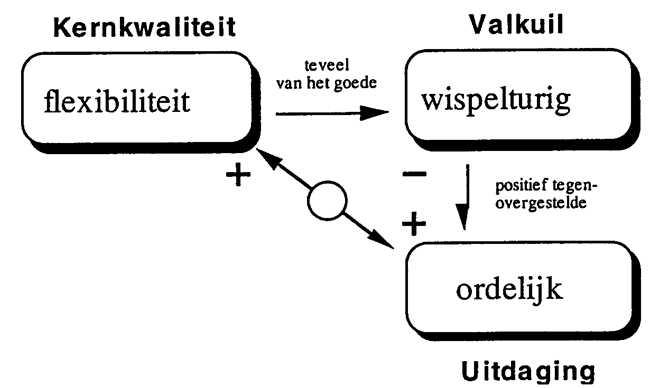 Kernkwaliteit
Valkuil
flexibiliteit
teveel
van het goede
wispelturig
+
−
positief tegen-
overgestelde
+
ordelijk
Uitdaging